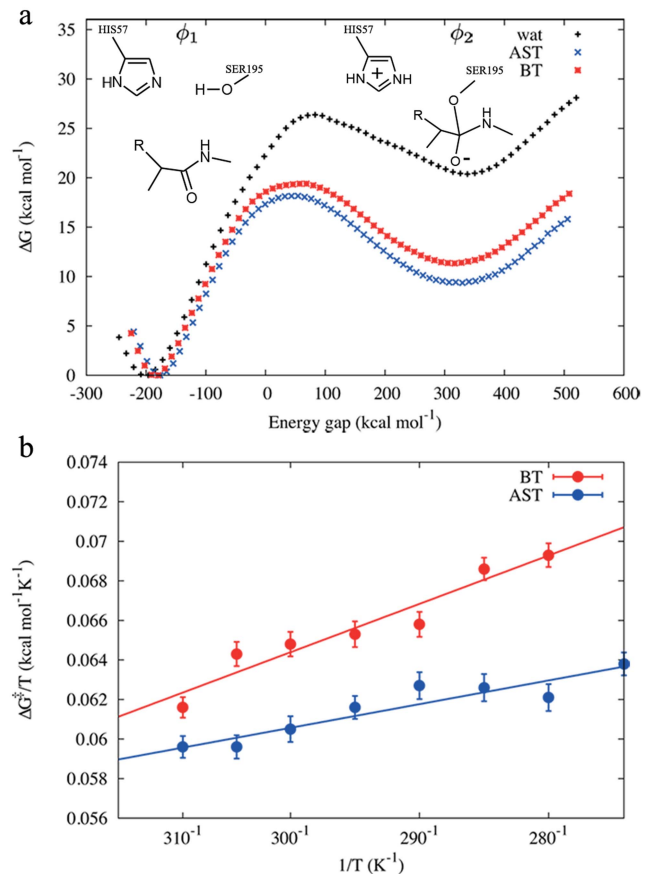 a
35
30
25
20
15
10
5
0
ΔG (kcal mol⁻¹)
-300 -200 -100 0 100 200 300 400 500 600
Energy gap (kcal mol⁻¹)
HIS57
ϕ₁
HN
N
SER195
H
O
R
H
N
O
HIS57
ϕ₂
HN
+
NH
SER195
O
R
H
N
O⁻
wat
AST
BT
b
0.074
0.072
0.07
0.068
0.066
0.064
0.062
0.06
0.058
0.056
ΔG‡/T (kcal mol⁻¹K⁻¹)
BT
AST
310⁻¹ 300⁻¹ 290⁻¹ 280⁻¹
1/T (K⁻¹)